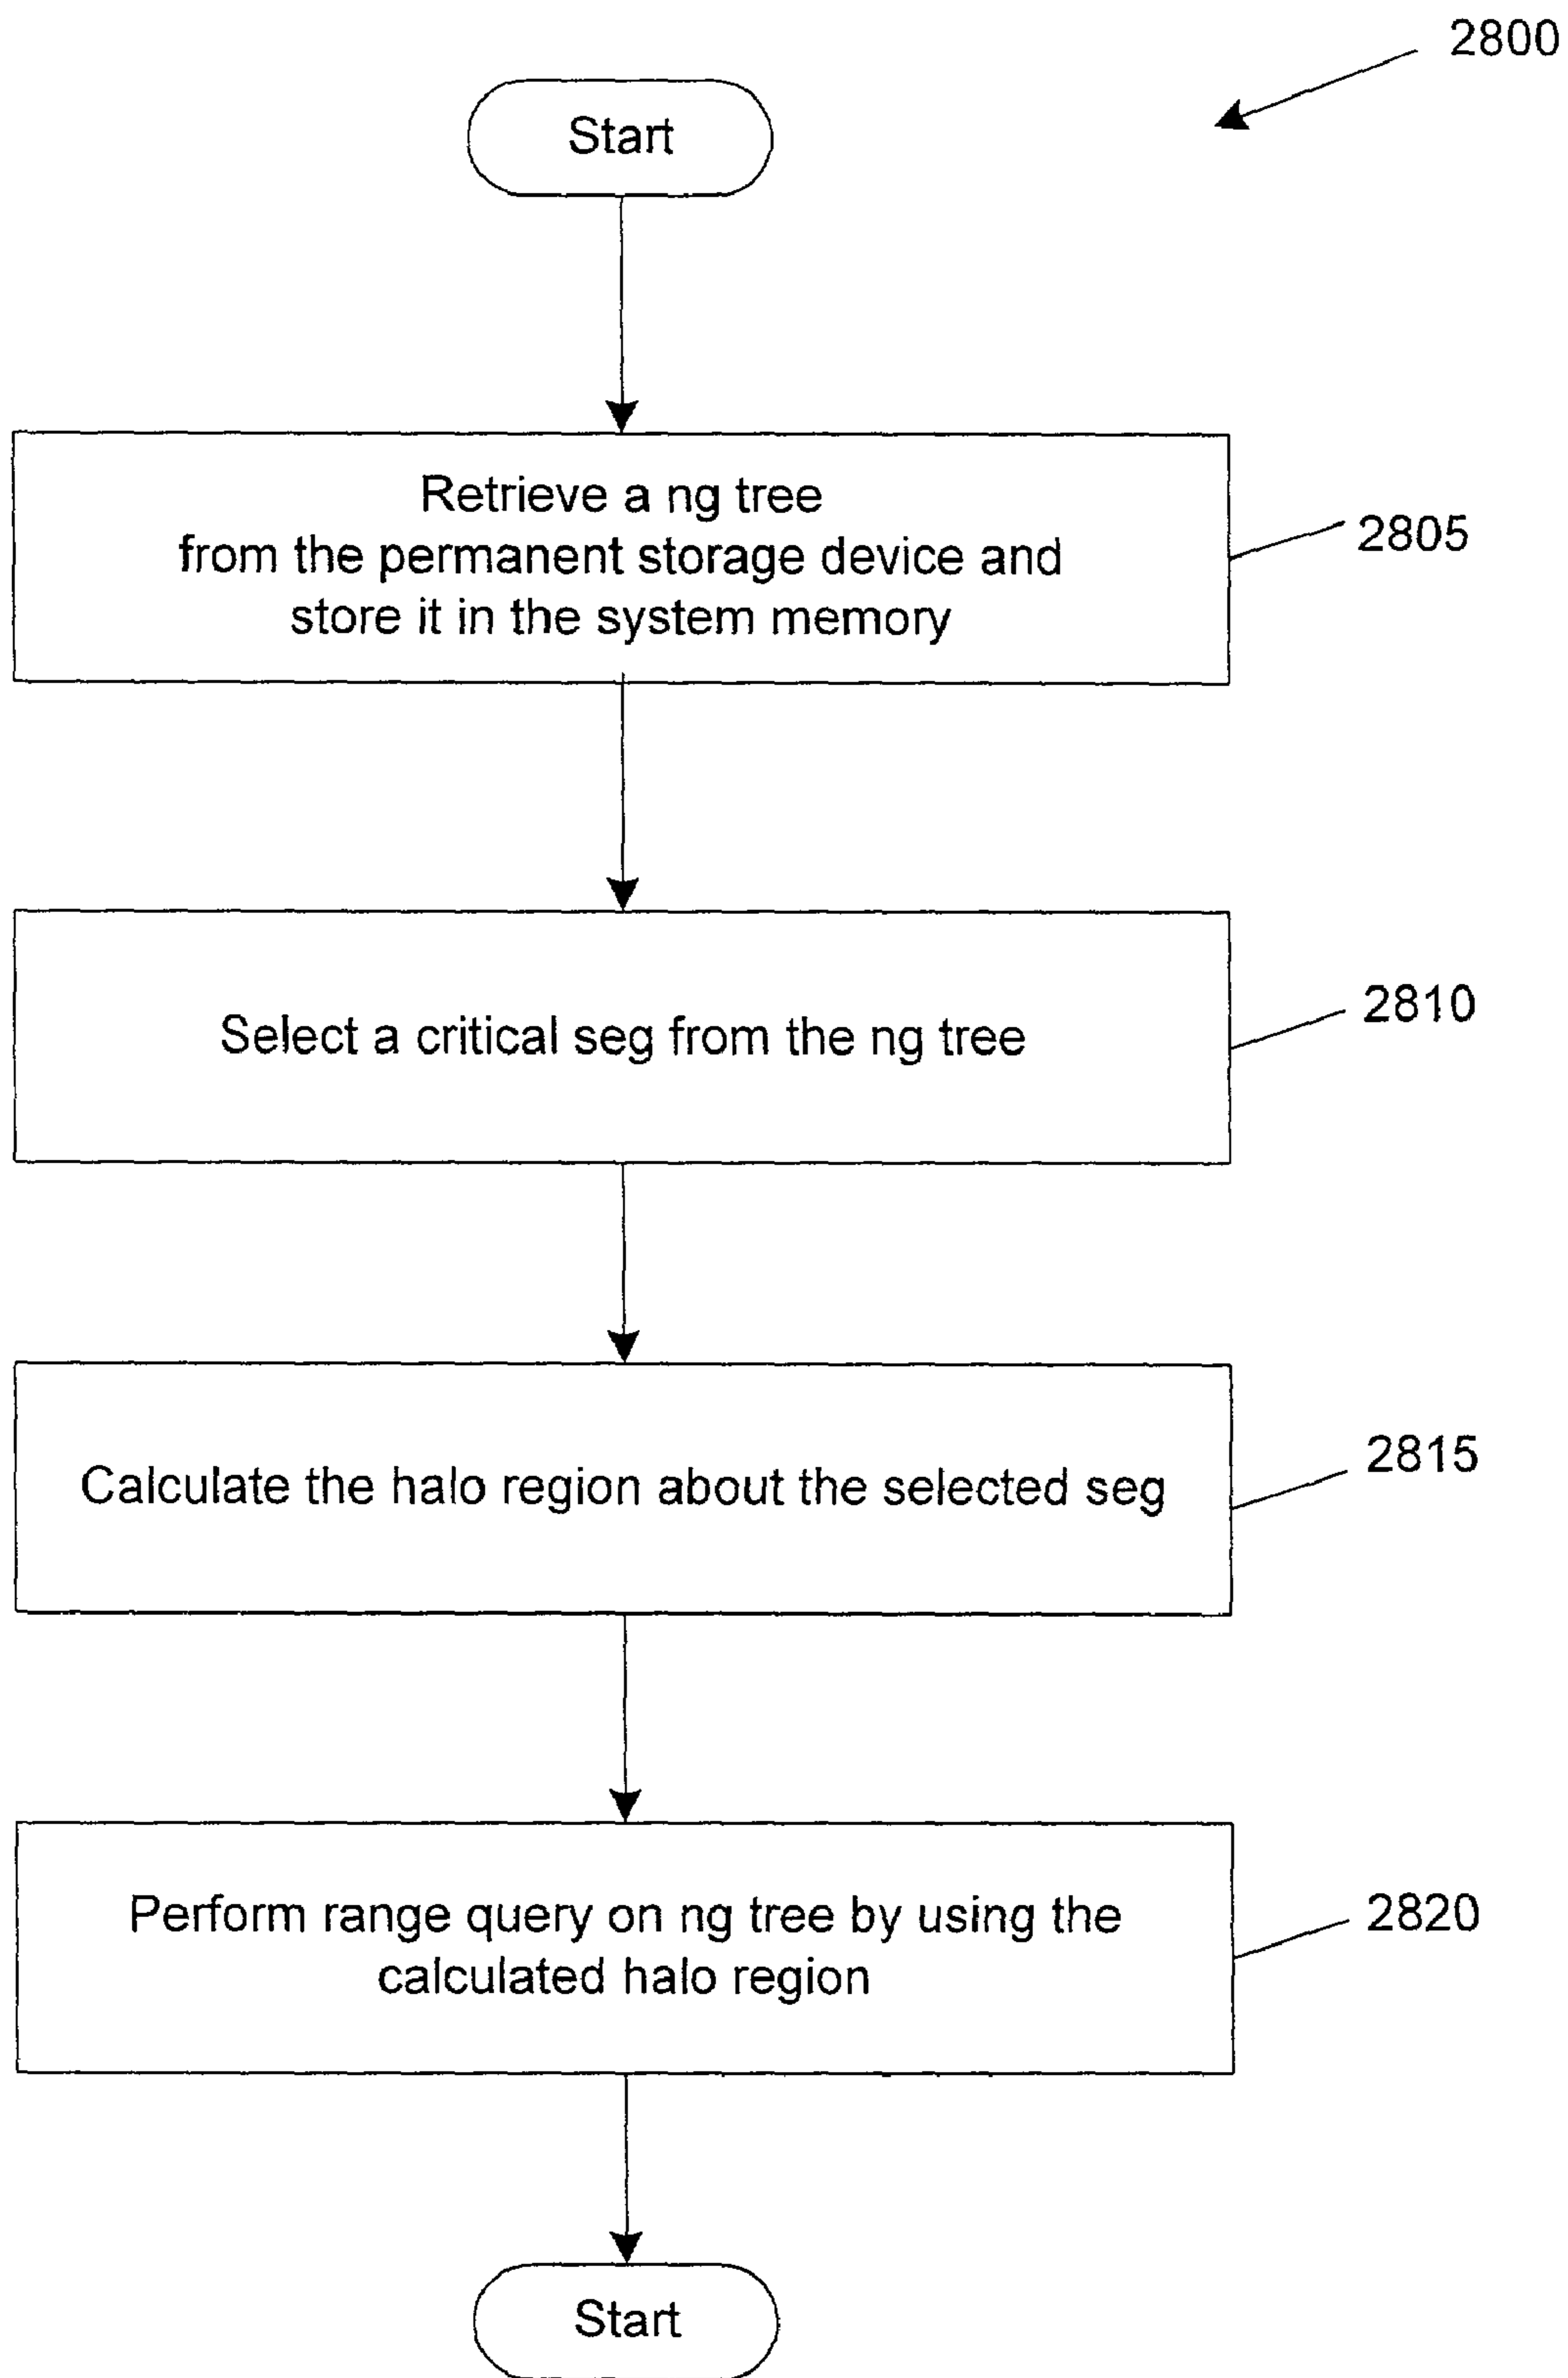 2800
Start
Retrieve a ng tree
from the permanent storage device and
store it in the system memory
2805
Select a critical seg from the ng tree
2810
Calculate the halo region about the selected seg
2815
Perform range query on ng tree by using the
calculated halo region
2820
Start